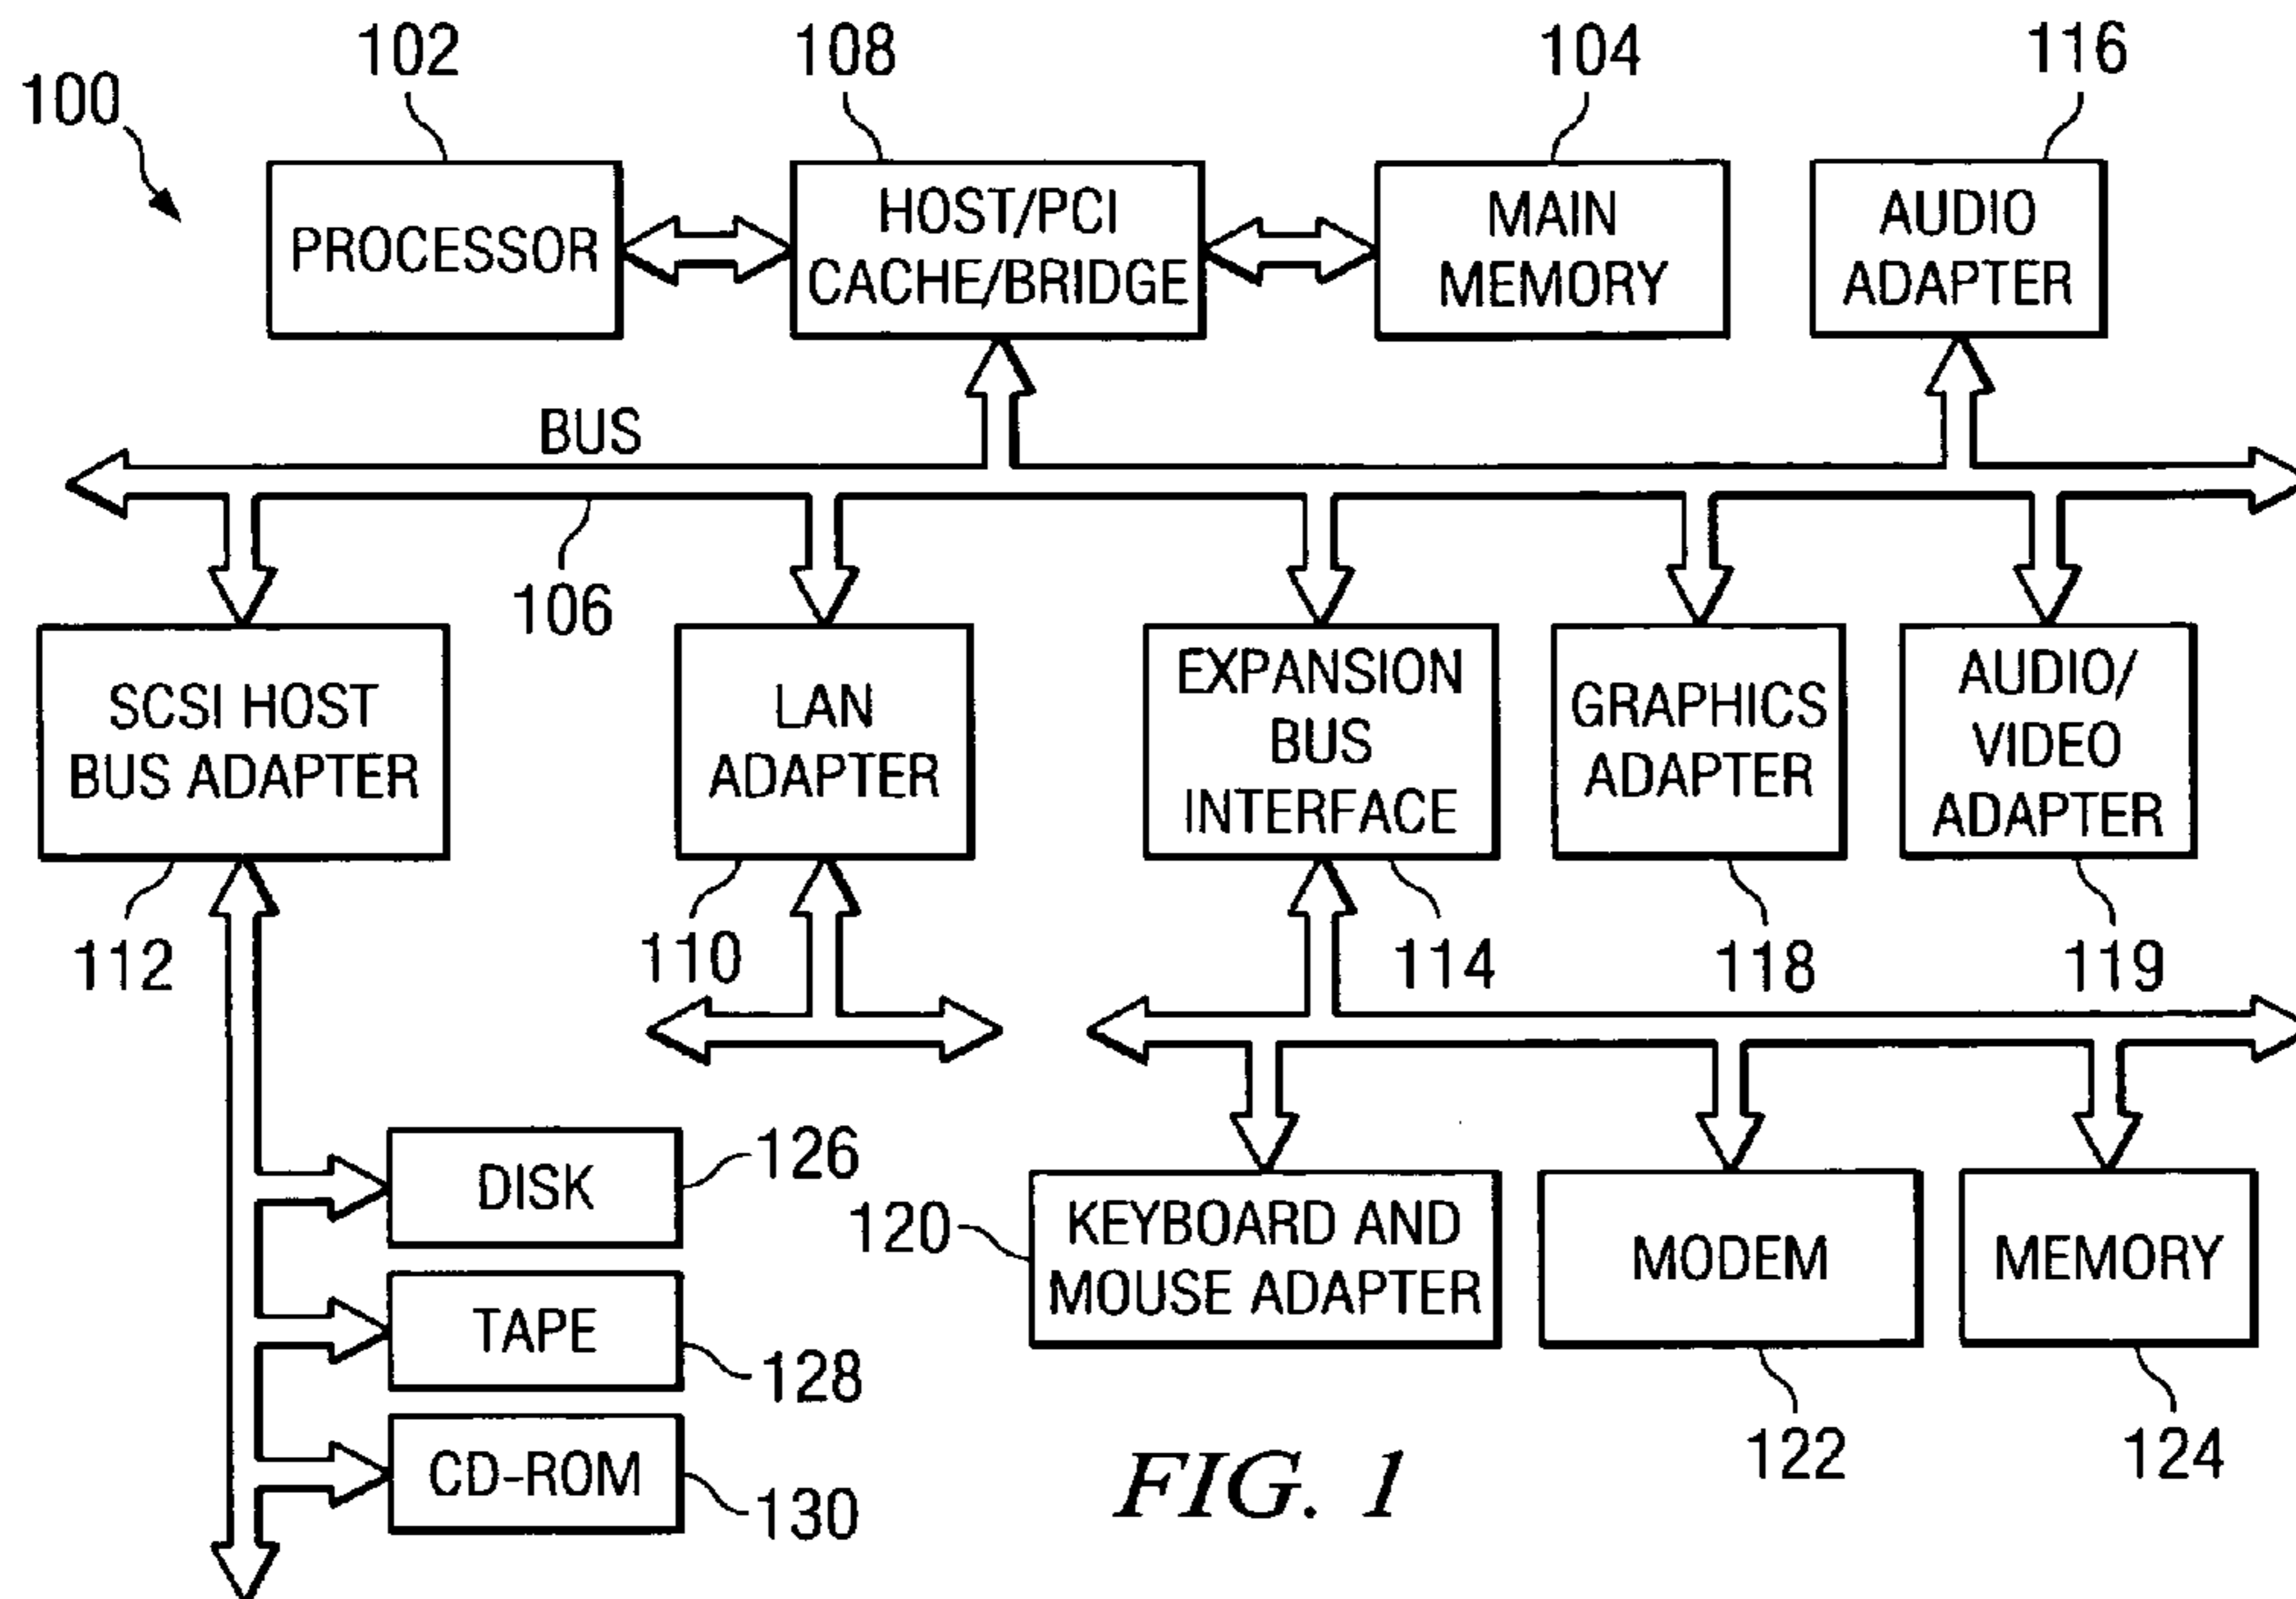 102
108
104
116
100
PROCESSOR
HOST/PCI
CACHE/BRIDGE
MAIN
MEMORY
AUDIO
ADAPTER
BUS
106
SCSI HOST
BUS ADAPTER
LAN
ADAPTER
EXPANSION
BUS
INTERFACE
GRAPHICS
ADAPTER
AUDIO/
VIDEO
ADAPTER
112
110
114
118
119
DISK
126
TAPE
128
CD-ROM
130
120
KEYBOARD AND
MOUSE ADAPTER
MODEM
MEMORY
122
124
FIG. 1